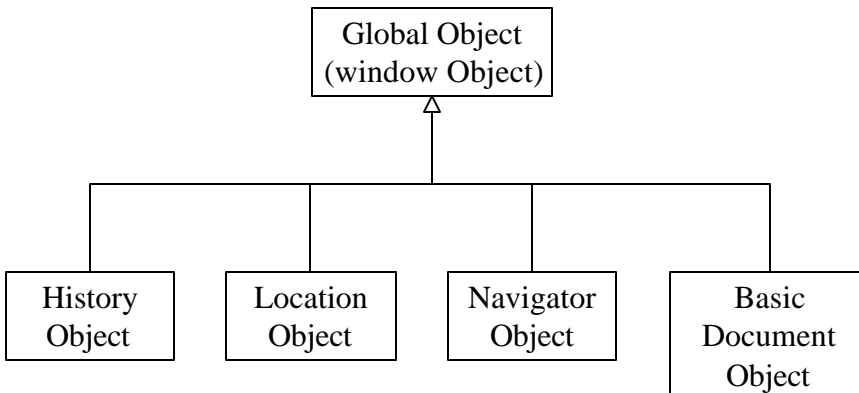 Global Object
(window Object)
History
Object
Location
Object
Navigator
Object
Basic
Document
Object